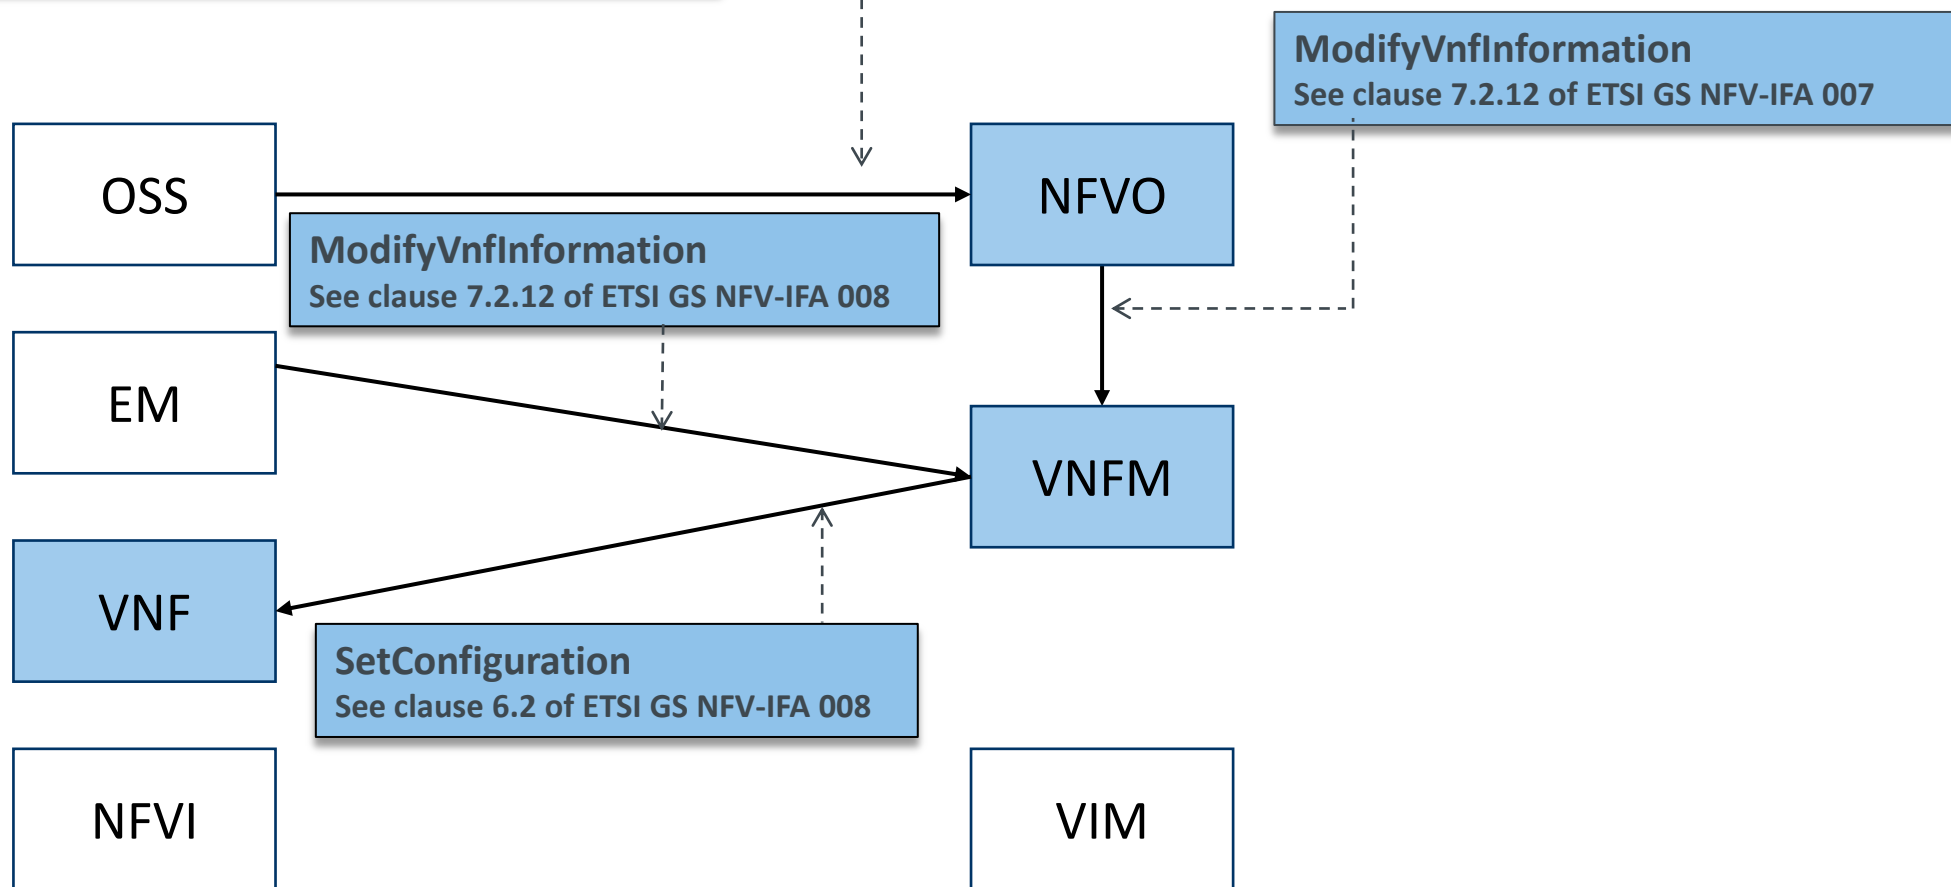 ModifyVnfInformation
See clause 7.2.12 of ETSI GS NFV-IFA 007
OSS
NFVO
ModifyVnfInformation
See clause 7.2.12 of ETSI GS NFV-IFA 008
EM
VNFM
VNF
SetConfiguration
See clause 6.2 of ETSI GS NFV-IFA 008
NFVI
VIM